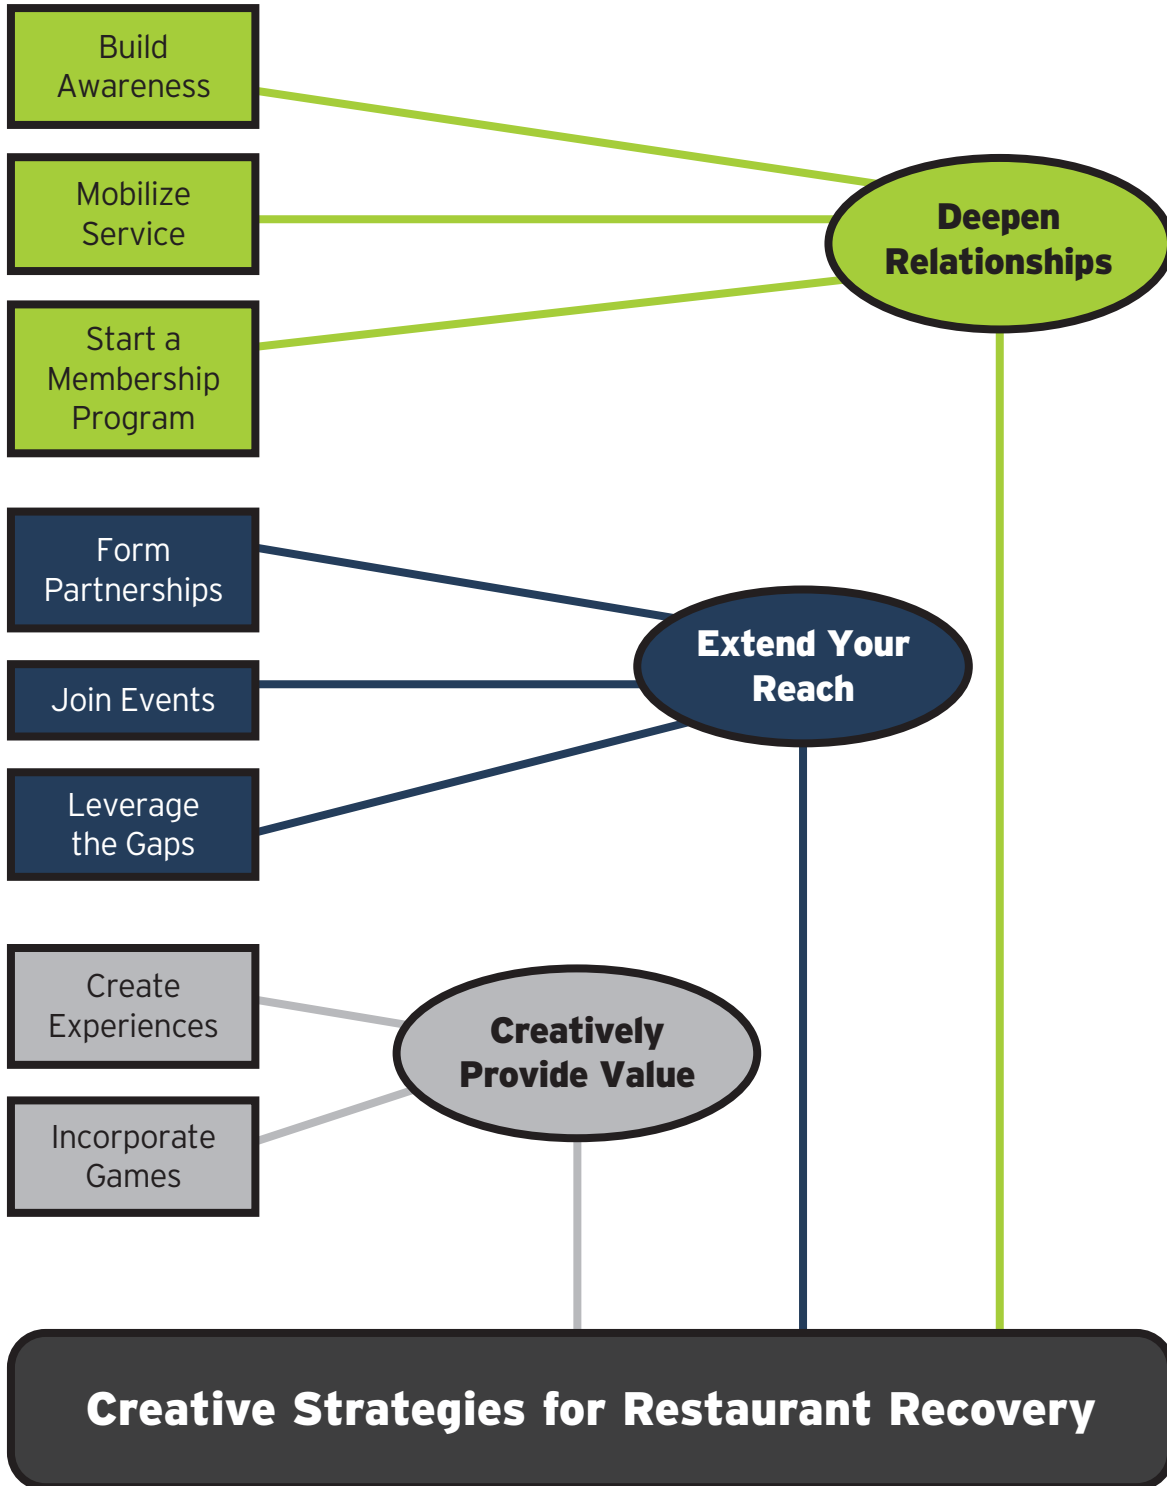 Build
Awareness
Mobilize
Service
Start a
Membership
Program
Deepen
Relationships
Form
Partnerships
Join Events
Leverage
the Gaps
Extend Your
Reach
Create
Experiences
Incorporate
Games
Creatively
Provide Value
Creative Strategies for Restaurant Recovery